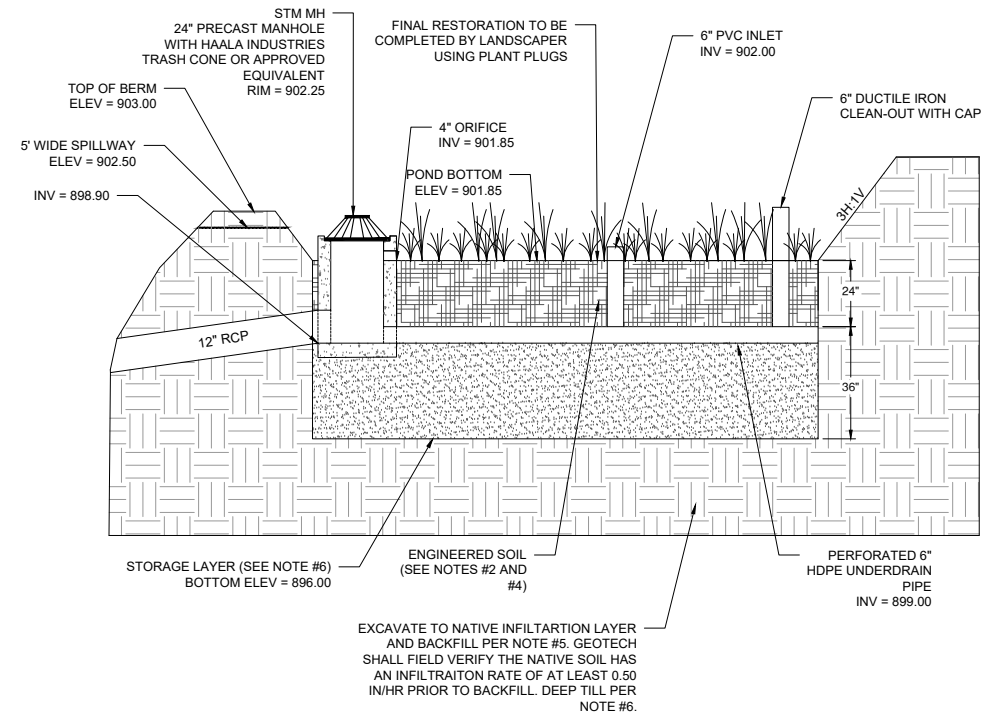 STM MH
24" PRECAST MANHOLE
WITH HAALA INDUSTRIES
TRASH CONE OR APPROVED
EQUIVALENT
RIM = 902.25
FINAL RESTORATION TO BE
COMPLETED BY LANDSCAPER
USING PLANT PLUGS
6" PVC INLET
INV = 902.00
TOP OF BERM
ELEV = 903.00
6" DUCTILE IRON
CLEAN-OUT WITH CAP
5' WIDE SPILLWAY
ELEV = 902.50
4" ORIFICE
INV = 901.85
POND BOTTOM
ELEV = 901.85
INV = 898.90
3H:1V
24"
12" RCP
36"
STORAGE LAYER (SEE NOTE #6)
BOTTOM ELEV = 896.00
ENGINEERED SOIL
(SEE NOTES #2 AND
#4)
PERFORATED 6"
HDPE UNDERDRAIN
PIPE
INV = 899.00
EXCAVATE TO NATIVE INFILTARTION LAYER
AND BACKFILL PER NOTE #5. GEOTECH
SHALL FIELD VERIFY THE NATIVE SOIL HAS
AN INFILTRAITON RATE OF AT LEAST 0.50
IN/HR PRIOR TO BACKFILL. DEEP TILL PER
NOTE #6.